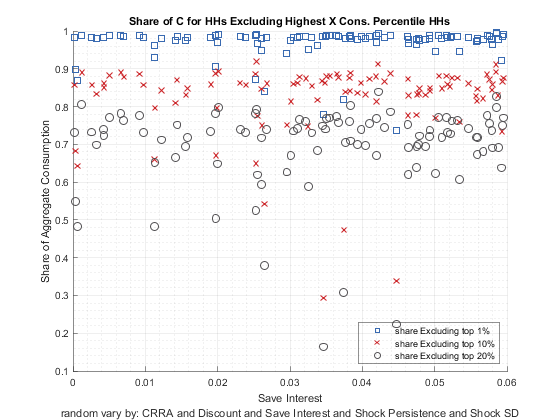 Share of C for HHs Excluding Highest X Cons. Percentile HHs
1
0.9
0.8
0.7
0.6
0.5
0.4
0.3
0.2
0.1
Share of Aggregate Consumption
share Excluding top 1%
share Excluding top 10%
share Excluding top 20%
0 0.01 0.02 0.03 0.04 0.05 0.06
Save Interest
random vary by: CRRA and Discount and Save Interest and Shock Persistence and Shock SD